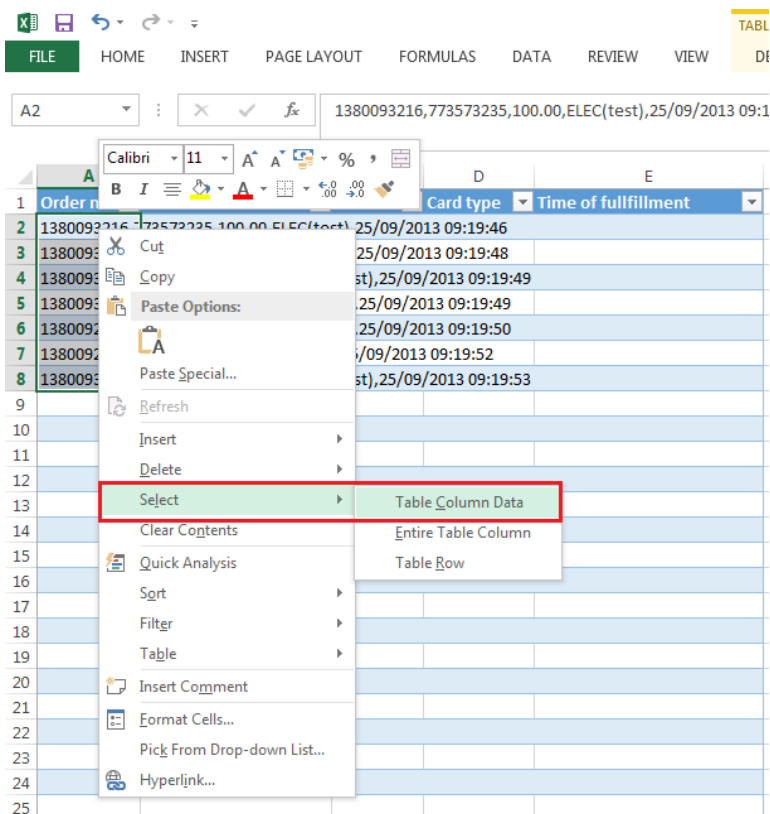 TABL
FILE HOME INSERT PAGE LAYOUT FORMULAS DATA REVIEW VIEW DE
A2 fx 1380093216,773573235,100.00,ELEC(test),25/09/2013 09:1
Calibri 11 A A % ,
B I A .00 .00
A D E
1 Order n Card type Time of fullfillment
2 1380093216,773573235,100.00,ELEC(test),25/09/2013 09:19:46
3 1380093 25/09/2013 09:19:48
4 1380093 st),25/09/2013 09:19:49
5 1380093 ,25/09/2013 09:19:49
6 1380092 ,25/09/2013 09:19:50
7 1380092 5/09/2013 09:19:52
8 1380093 st),25/09/2013 09:19:53
9
10
11
12
13
14
15
16
17
18
19
20
21
22
23
24
25
Cut
Copy
Paste Options:
A
Paste Special...
Refresh
Insert
Delete
Select
Clear Contents
Quick Analysis
Sort
Filter
Table
Insert Comment
Format Cells...
Pick From Drop-down List...
Hyperlink...
Table Column Data
Entire Table Column
Table Row